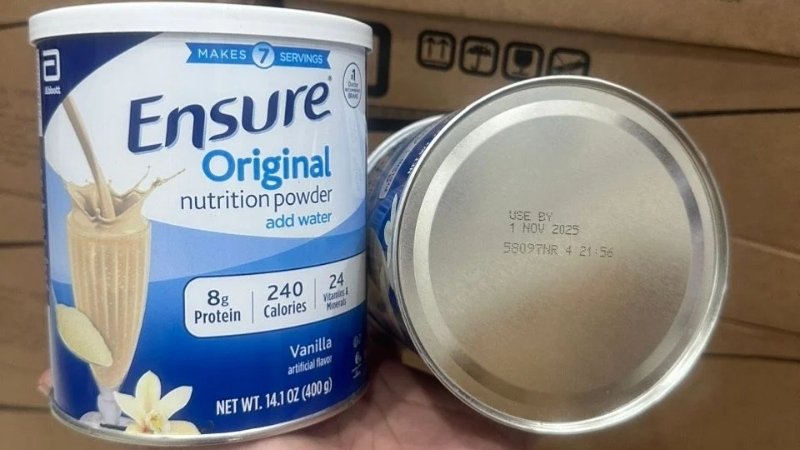 MAKES 7 SERVINGS
Abbott
Ensure®
Original
nutrition powder
add water
8g Protein
240 Calories
24 Vitamins & Minerals
Vanilla
artificial flavor
NET WT. 14.1 OZ (400 g)
USE BY
1 NOV 2025
58097NR 4 21:56